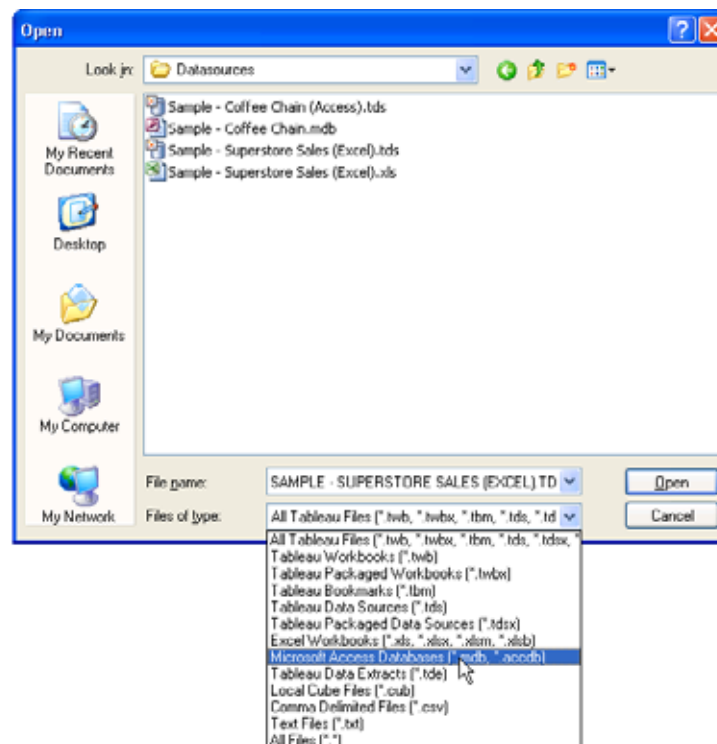 Open
Look in:
Datasources
Sample - Coffee Chain (Access).tds
Sample - Coffee Chain.mdb
Sample - Superstore Sales (Excel).tds
Sample - Superstore Sales (Excel).xls
My Recent
Documents
Desktop
My Documents
My Computer
My Network
File name:
SAMPLE - SUPERSTORE SALES (EXCEL) TD
Open
Files of type:
All Tableau Files (*.twb, *.twbx, *.tbm, *.tds, *.td
Cancel
All Tableau Files (*.twb, *.twbx, *.tbm, *.tds, *.tdsx, *
Tableau Workbooks (*.twb)
Tableau Packaged Workbooks (*.twbx)
Tableau Bookmarks (*.tbm)
Tableau Data Sources (*.tds)
Tableau Packaged Data Sources (*.tdsx)
Excel Workbooks (*.xls, *.xlsx, *.xlsm, *.xlsb)
Microsoft Access Databases (*.mdb, *.accdb)
Tableau Data Extracts (*.tde)
Local Cube Files (*.cub)
Comma Delimited Files (*.csv)
Text Files (*.txt)
All Files (*.*)